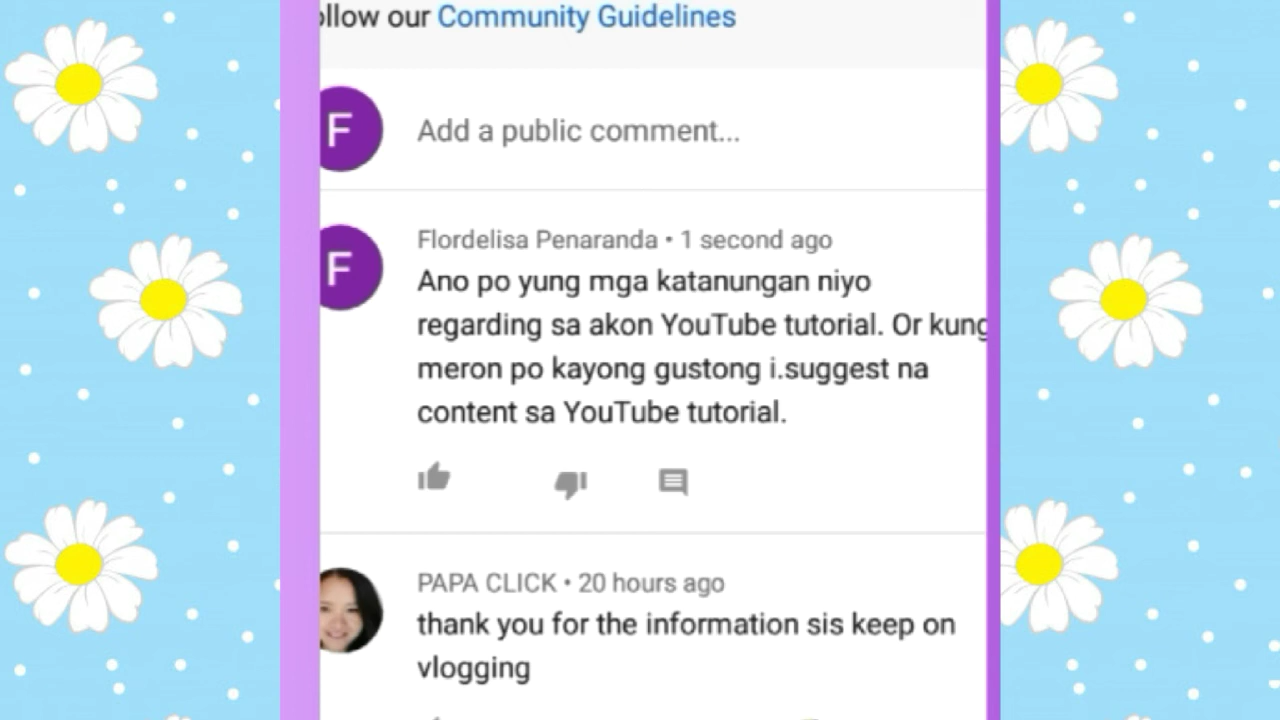 ollow our Community Guidelines
F
Add a public comment...
F
Flordelisa Penaranda • 1 second ago
Ano po yung mga katanungan niyo
regarding sa akon YouTube tutorial. Or kung
meron po kayong gustong i.suggest na
content sa YouTube tutorial.
PAPA CLICK • 20 hours ago
thank you for the information sis keep on
vlogging